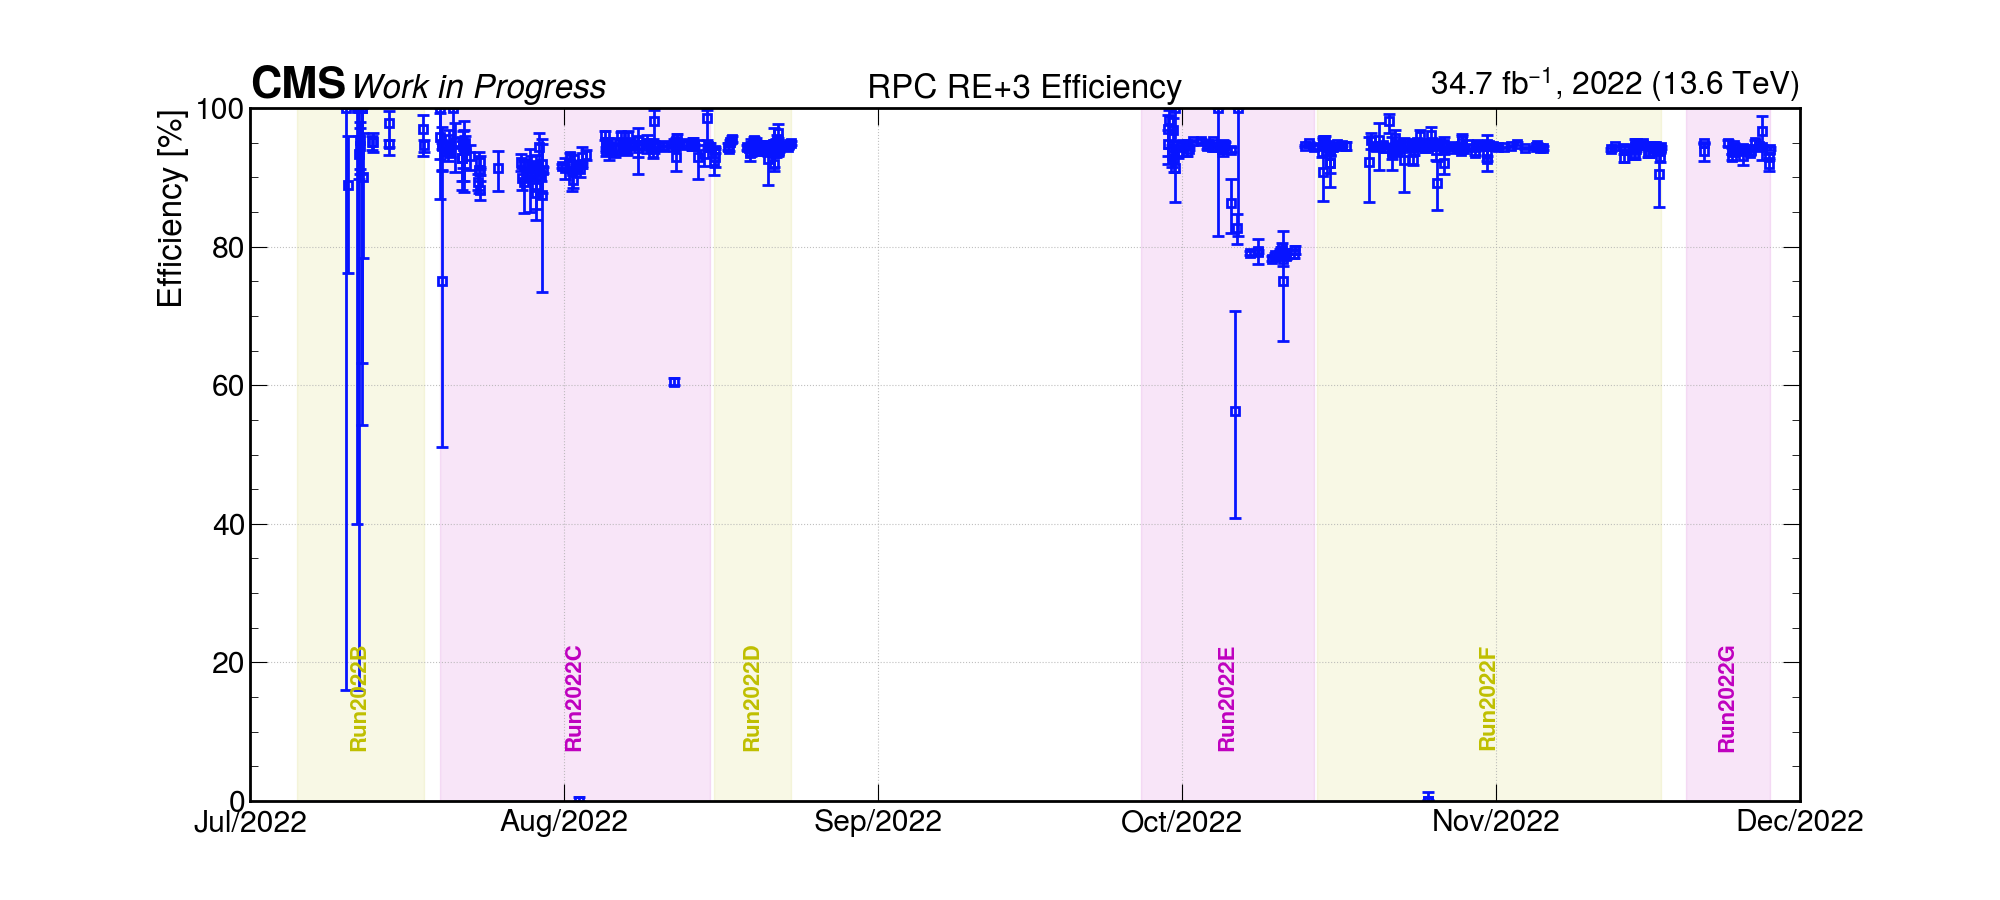 CMS Work in Progress RPC RE+3 Efficiency 34.7 fb⁻¹, 2022 (13.6 TeV)
Efficiency [%]
100
80
60
40
20
0
Run2022B Run2022C Run2022D Run2022E Run2022F Run2022G
Jul/2022 Aug/2022 Sep/2022 Oct/2022 Nov/2022 Dec/2022